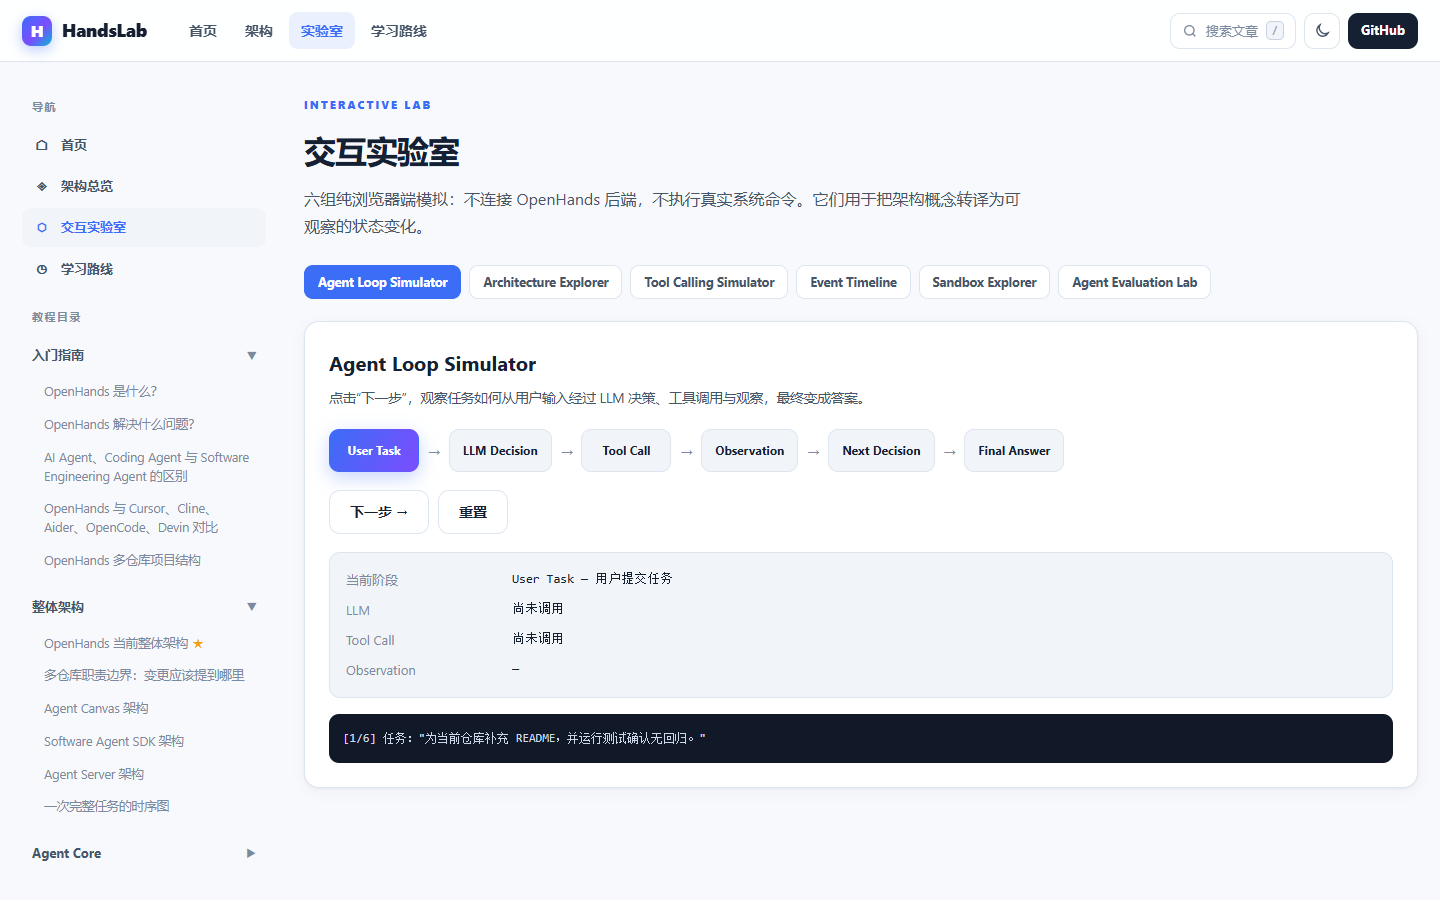 H HandsLab 首页 架构 实验室 学习路线 搜索文章 / GitHub
导航
首页
架构总览
交互实验室
学习路线
教程目录
入门指南 ▼
OpenHands 是什么?
OpenHands 解决什么问题?
AI Agent、Coding Agent 与 Software
Engineering Agent 的区别
OpenHands 与 Cursor、Cline、
Aider、OpenCode、Devin 对比
OpenHands 多仓库项目结构
整体架构 ▼
OpenHands 当前整体架构 ★
多仓库职责边界：变更应该提到哪里
Agent Canvas 架构
Software Agent SDK 架构
Agent Server 架构
一次完整任务的时序图
Agent Core ▶
INTERACTIVE LAB
交互实验室
六组纯浏览器端模拟：不连接 OpenHands 后端，不执行真实系统命令。它们用于把架构概念转译为可
观察的状态变化。
Agent Loop Simulator Architecture Explorer Tool Calling Simulator Event Timeline Sandbox Explorer Agent Evaluation Lab
Agent Loop Simulator
点击“下一步”，观察任务如何从用户输入经过 LLM 决策、工具调用与观察，最终变成答案。
User Task → LLM Decision → Tool Call → Observation → Next Decision → Final Answer
下一步 → 重置
当前阶段 User Task — 用户提交任务
LLM 尚未调用
Tool Call 尚未调用
Observation —
[1/6] 任务："为当前仓库补充 README，并运行测试确认无回归。"